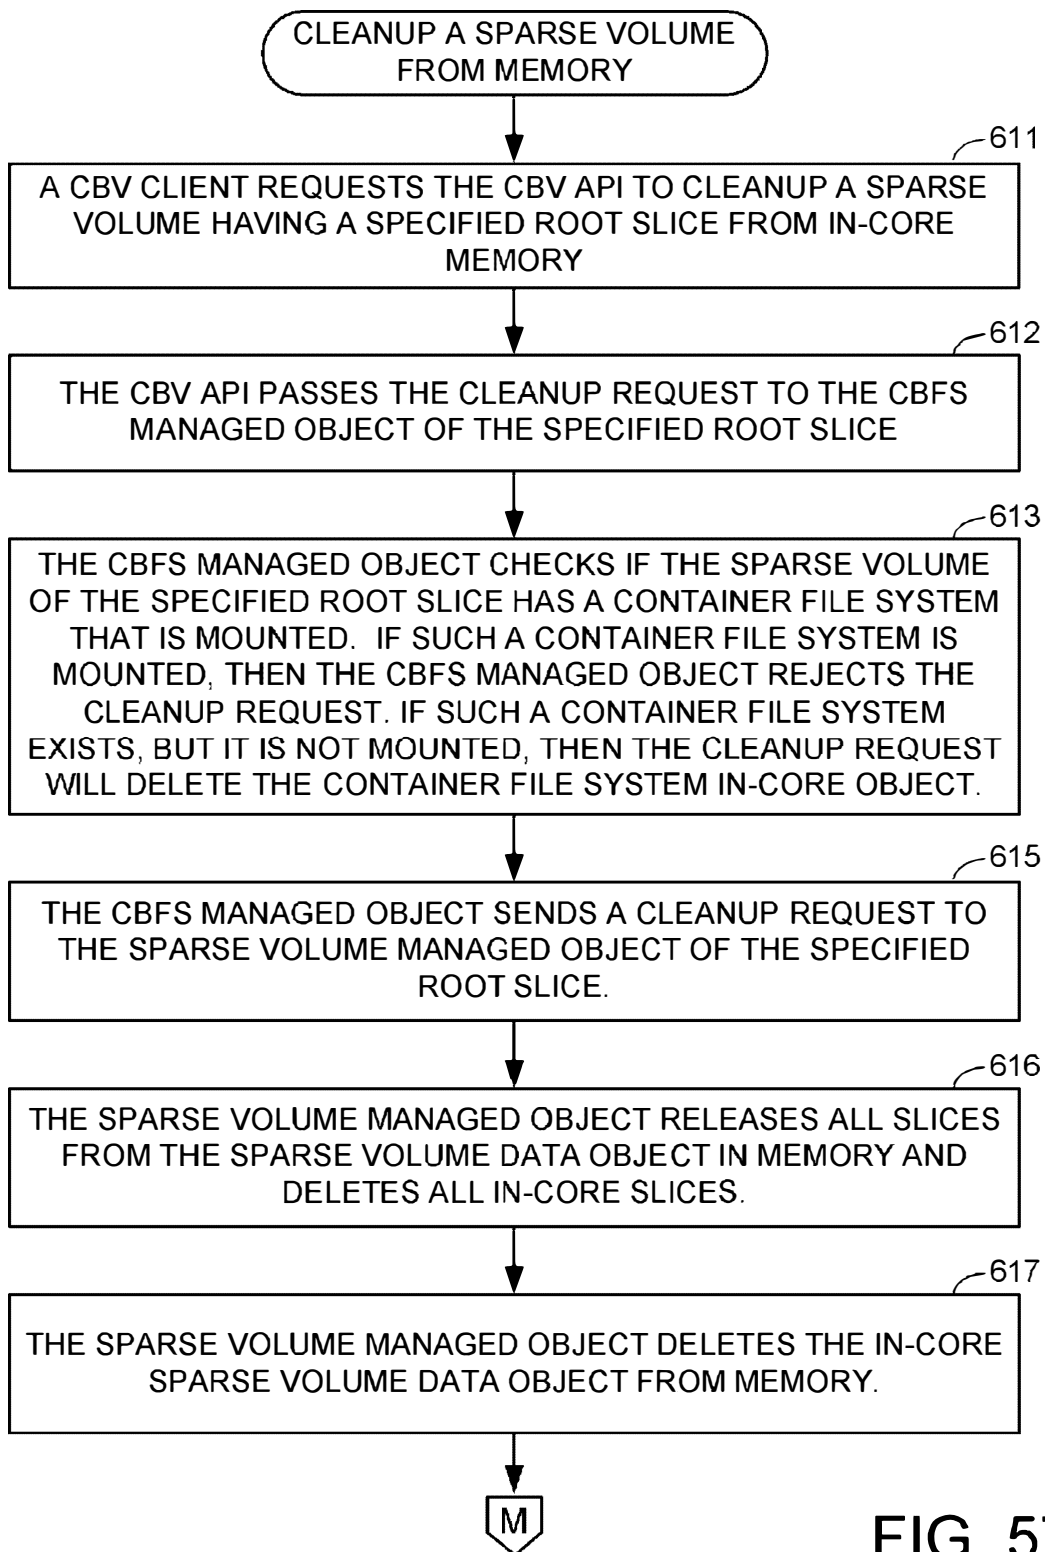 CLEANUP A SPARSE VOLUME
FROM MEMORY
611
A CBV CLIENT REQUESTS THE CBV API TO CLEANUP A SPARSE
VOLUME HAVING A SPECIFIED ROOT SLICE FROM IN-CORE
MEMORY
612
THE CBV API PASSES THE CLEANUP REQUEST TO THE CBFS
MANAGED OBJECT OF THE SPECIFIED ROOT SLICE
613
THE CBFS MANAGED OBJECT CHECKS IF THE SPARSE VOLUME
OF THE SPECIFIED ROOT SLICE HAS A CONTAINER FILE SYSTEM
THAT IS MOUNTED. IF SUCH A CONTAINER FILE SYSTEM IS
MOUNTED, THEN THE CBFS MANAGED OBJECT REJECTS THE
CLEANUP REQUEST. IF SUCH A CONTAINER FILE SYSTEM
EXISTS, BUT IT IS NOT MOUNTED, THEN THE CLEANUP REQUEST
WILL DELETE THE CONTAINER FILE SYSTEM IN-CORE OBJECT.
615
THE CBFS MANAGED OBJECT SENDS A CLEANUP REQUEST TO
THE SPARSE VOLUME MANAGED OBJECT OF THE SPECIFIED
ROOT SLICE.
616
THE SPARSE VOLUME MANAGED OBJECT RELEASES ALL SLICES
FROM THE SPARSE VOLUME DATA OBJECT IN MEMORY AND
DELETES ALL IN-CORE SLICES.
617
THE SPARSE VOLUME MANAGED OBJECT DELETES THE IN-CORE
SPARSE VOLUME DATA OBJECT FROM MEMORY.
M
FIG. 57